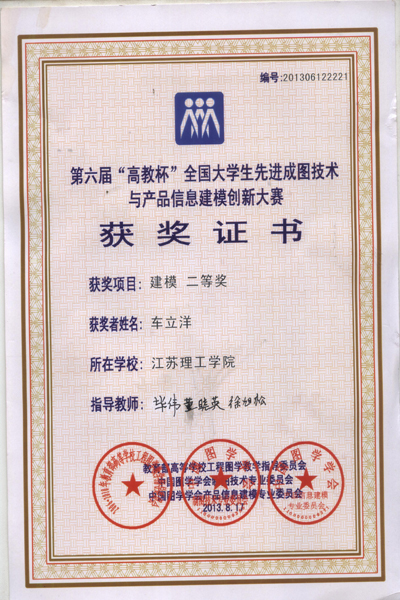 编号:201306122221
第六届“高教杯”全国大学生先进成图技术
与产品信息建模创新大赛
获奖证书
获奖项目: 建模 二等奖
获奖者姓名: 车立洋
所在学校: 江苏理工学院
指导教师: 毕伟 董晓英 徐旭松
教育部高等学校工程图学教学指导委员会
中国图学学会制图技术专业委员会
中国图学学会产品信息建模专业委员会
2013.8.17